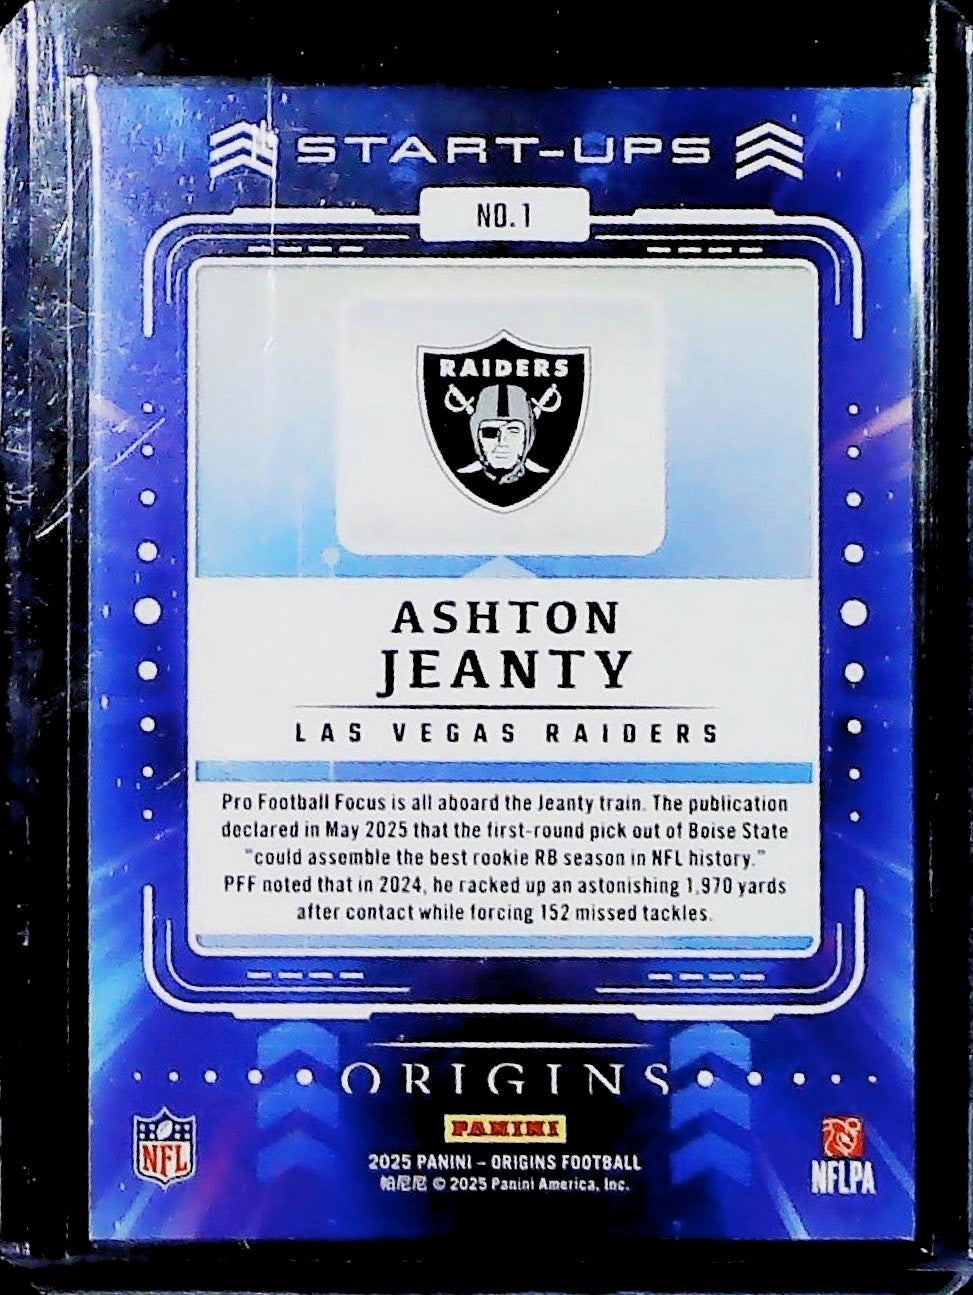 START-UPS
NO. 1
RAIDERS
ASHTON
JEANTY
LAS VEGAS RAIDERS
Pro Football Focus is all aboard the Jeanty train. The publication
declared in May 2025 that the first-round pick out of Boise State
"could assemble the best rookie RB season in NFL history."
PFF noted that in 2024, he racked up an astonishing 1,970 yards
after contact while forcing 152 missed tackles.
ORIGINS
PANINI
NFL
NFLPA
2025 PANINI – ORIGINS FOOTBALL
帕尼尼 © 2025 Panini America, Inc.